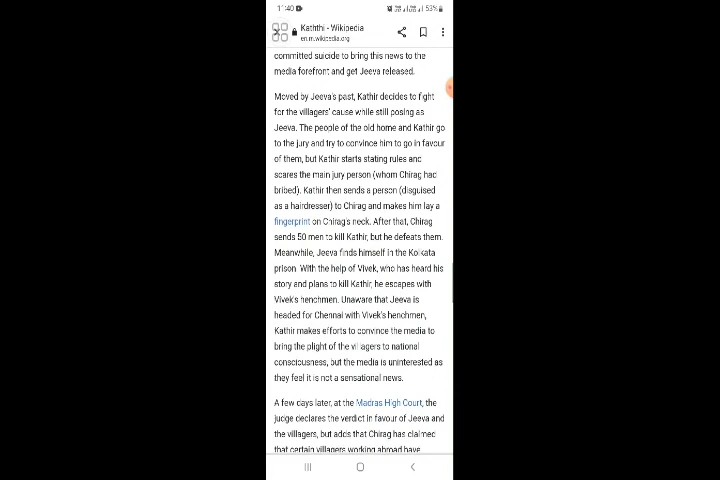 11:40
53%
Kaththi - Wikipedia
en.m.wikipedia.org
committed suicide to bring this news to the
media forefront and get Jeeva released.
Moved by Jeeva's past, Kathir decides to fight
for the villagers' cause while still posing as
Jeeva. The people of the old home and Kathir go
to the jury and try to convince him to go in favour
of them, but Kathir starts stating rules and
scares the main jury person (whom Chirag had
bribed). Kathir then sends a person (disguised
as a hairdresser) to Chirag and makes him lay a
fingerprint on Chirag's neck. After that, Chirag
sends 50 men to kill Kathir, but he defeats them.
Meanwhile, Jeeva finds himself in the Kolkata
prison. With the help of Vivek, who has heard his
story and plans to kill Kathir, he escapes with
Vivek's henchmen. Unaware that Jeeva is
headed for Chennai with Vivek's henchmen,
Kathir makes efforts to convince the media to
bring the plight of the villagers to national
consciousness, but the media is uninterested as
they feel it is not a sensational news.
A few days later, at the Madras High Court, the
judge declares the verdict in favour of Jeeva and
the villagers, but adds that Chirag has claimed
that certain villagers working abroad have